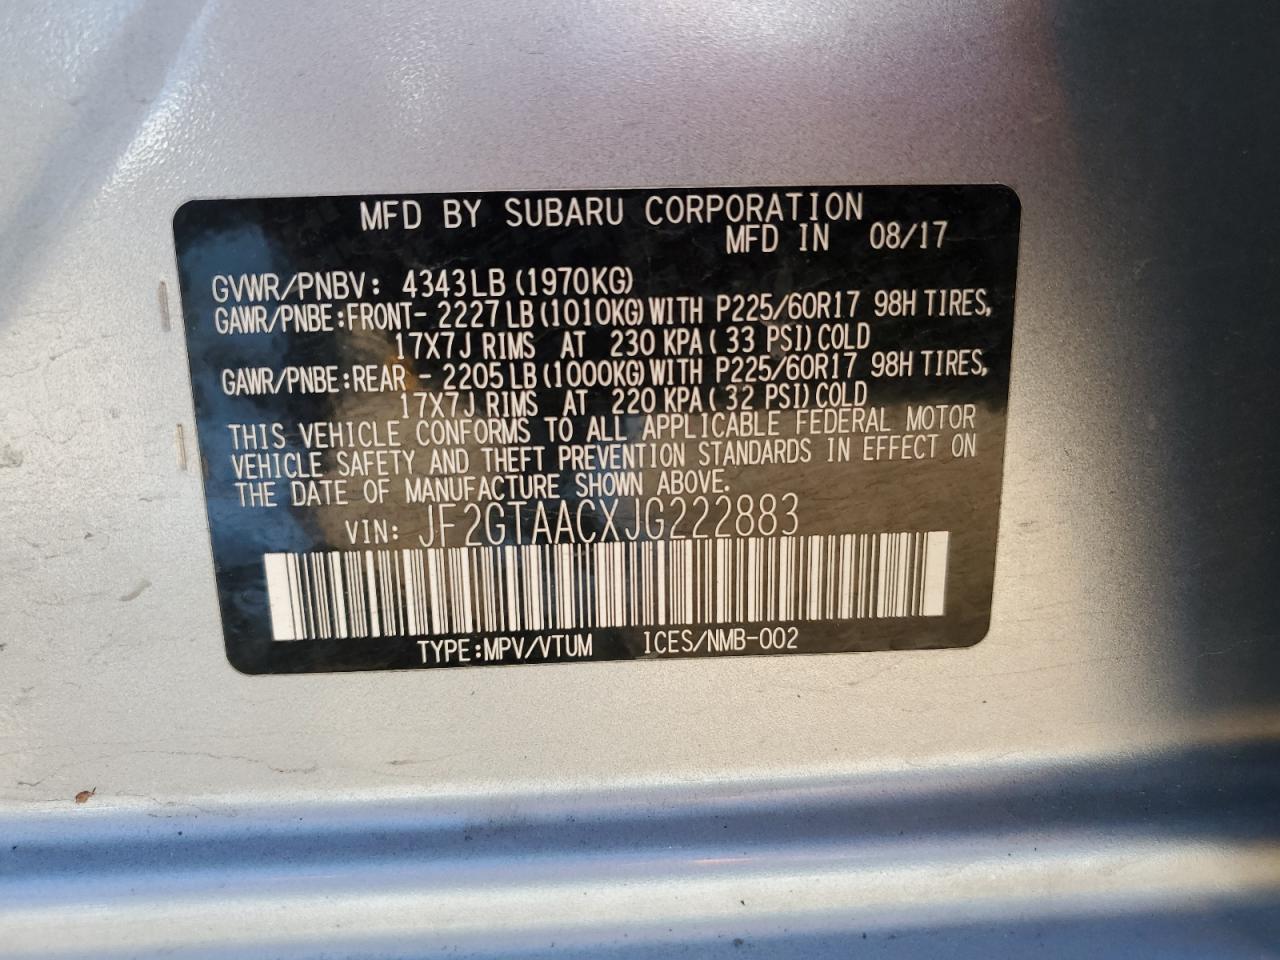 MFD BY SUBARU CORPORATION
MFD IN 08/17
GVWR/PNBV: 4343LB (1970KG)
GAWR/PNBE:FRONT- 2227 LB (1010KG) WITH P225/60R17 98H TIRES,
17X7J RIMS AT 230 KPA ( 33 PSI) COLD
GAWR/PNBE:REAR - 2205 LB (1000KG) WITH P225/60R17 98H TIRES,
17X7J RIMS AT 220 KPA ( 32 PSI) COLD
THIS VEHICLE CONFORMS TO ALL APPLICABLE FEDERAL MOTOR
VEHICLE SAFETY AND THEFT PREVENTION STANDARDS IN EFFECT ON
THE DATE OF MANUFACTURE SHOWN ABOVE.
VIN: JF2GTAACXJG222883
TYPE:MPV/VTUM ICES/NMB-002